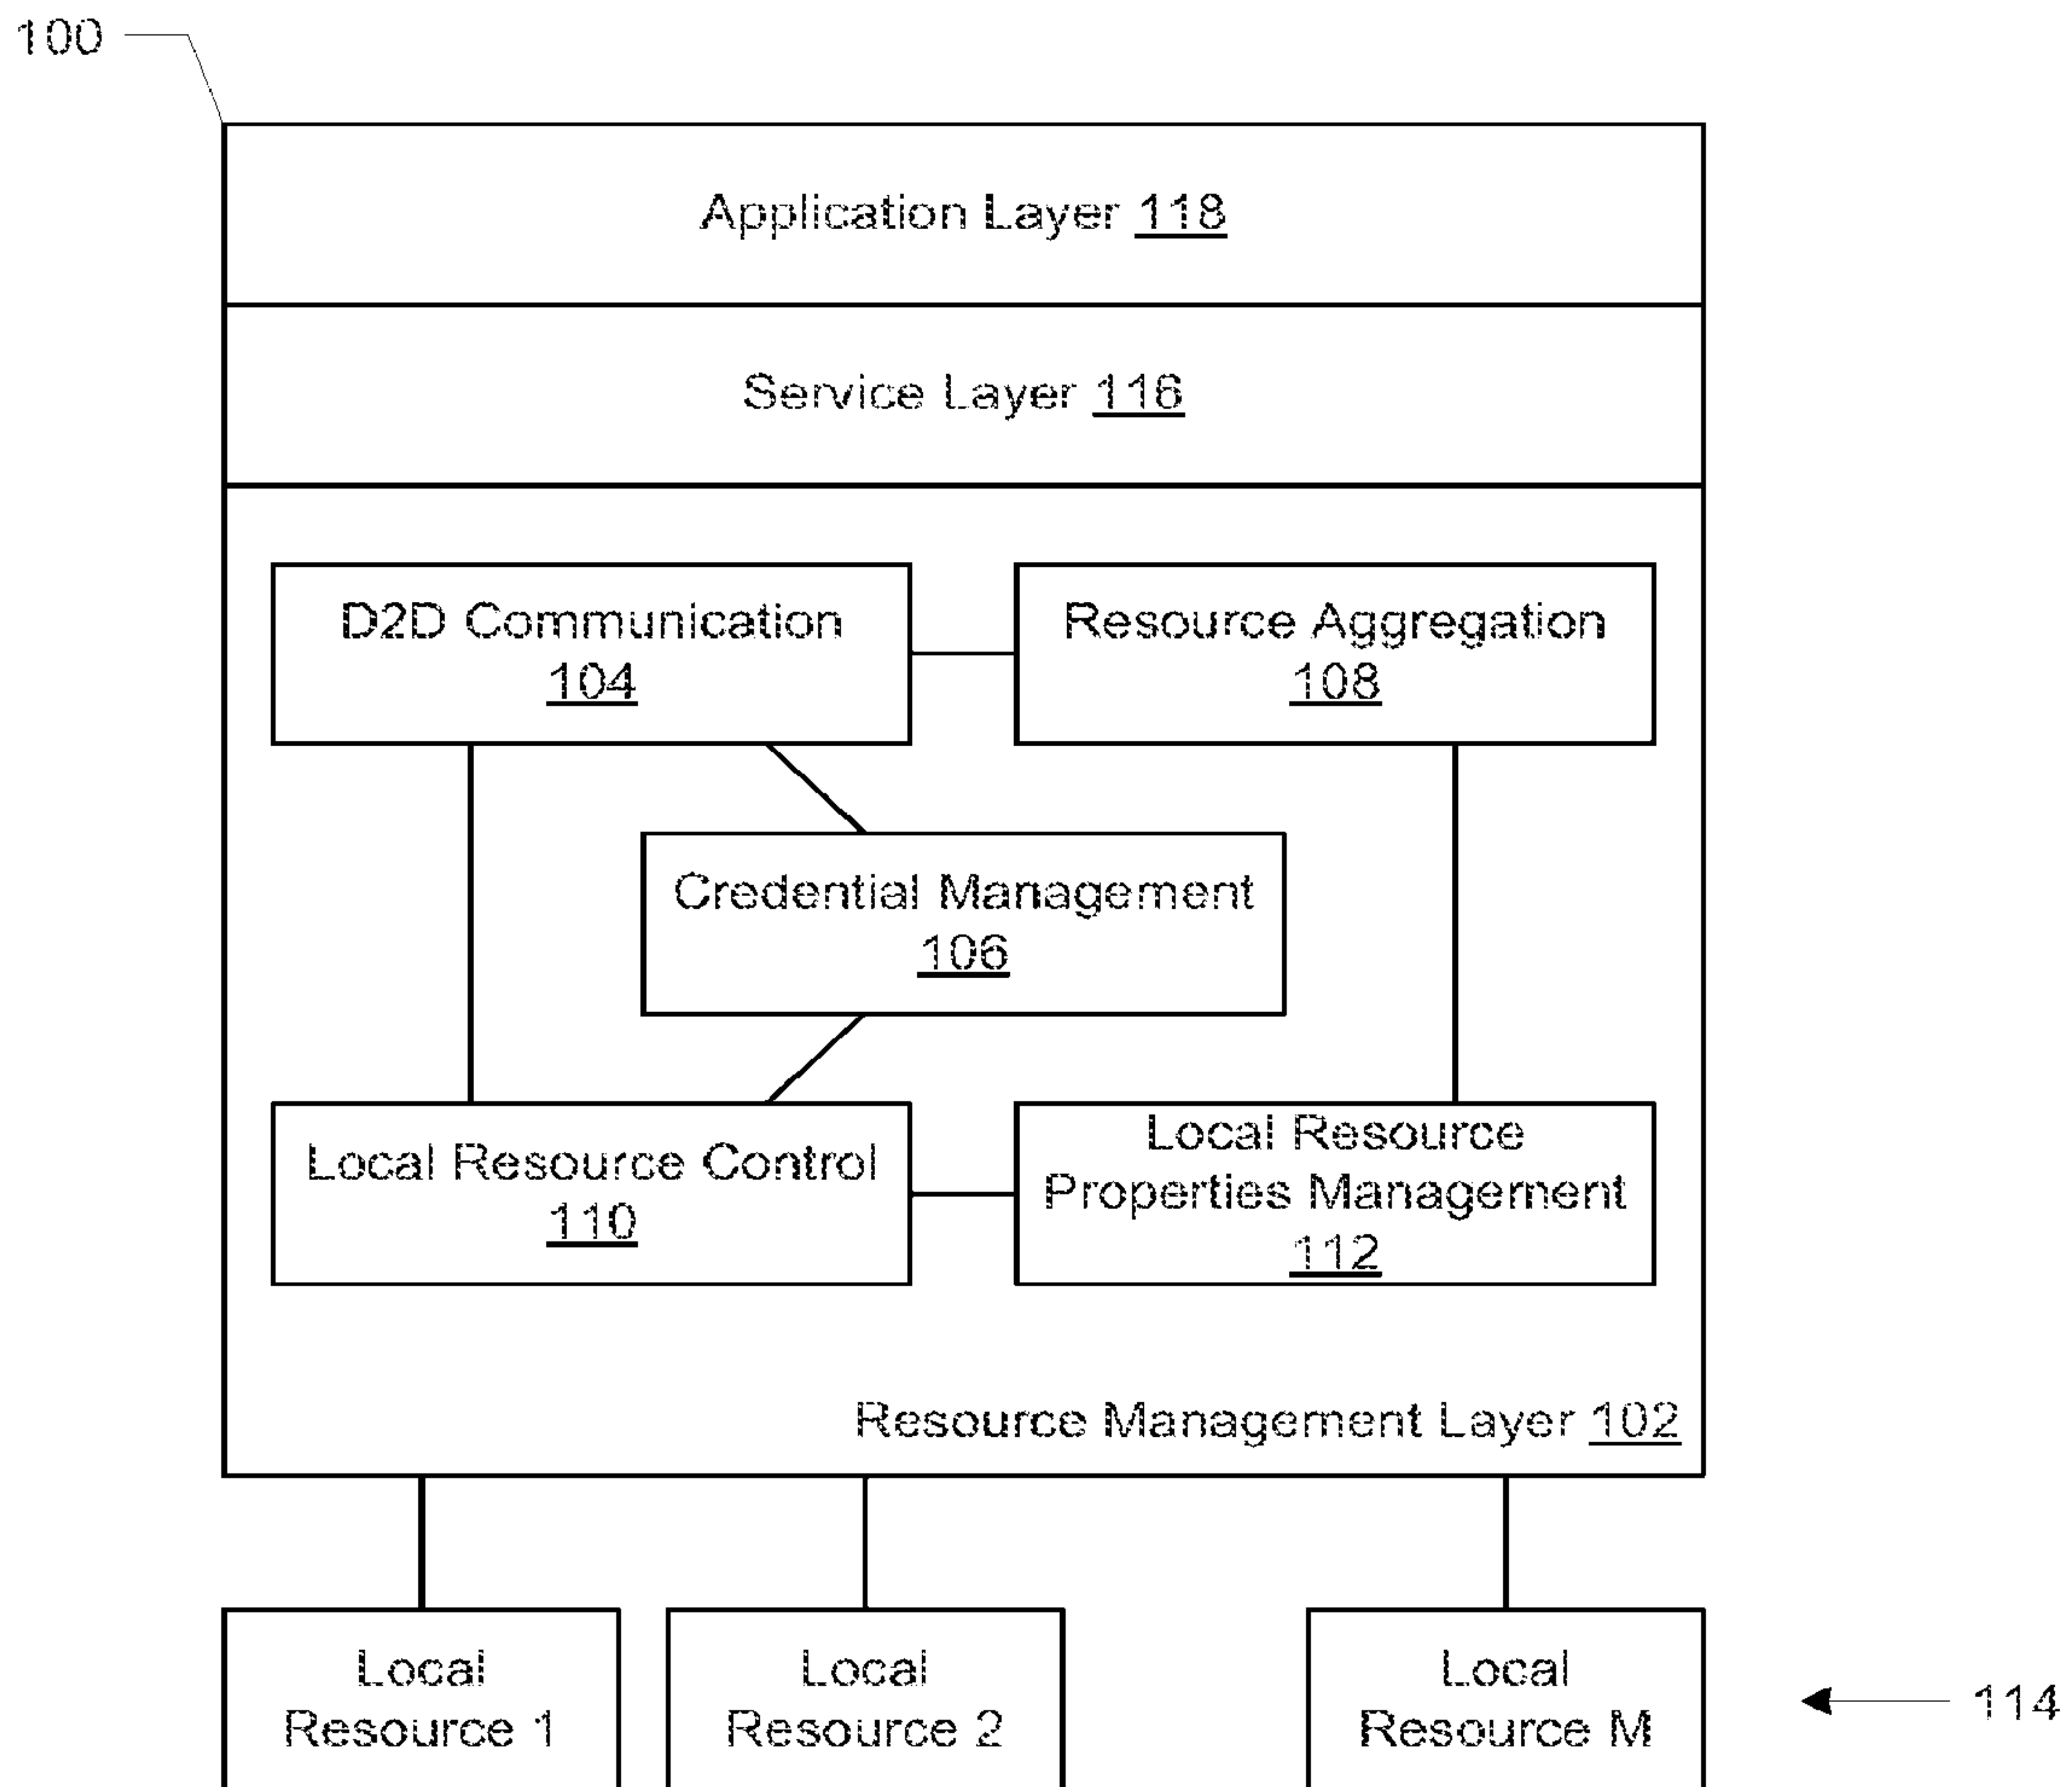 100
Application Layer 118
Service Layer 116
D2D Communication
104
Resource Aggregation
108
Credential Management
106
Local Resource Control
110
Local Resource
Properties Management
112
Resource Management Layer 102
Local
Resource 1
Local
Resource 2
Local
Resource M
114